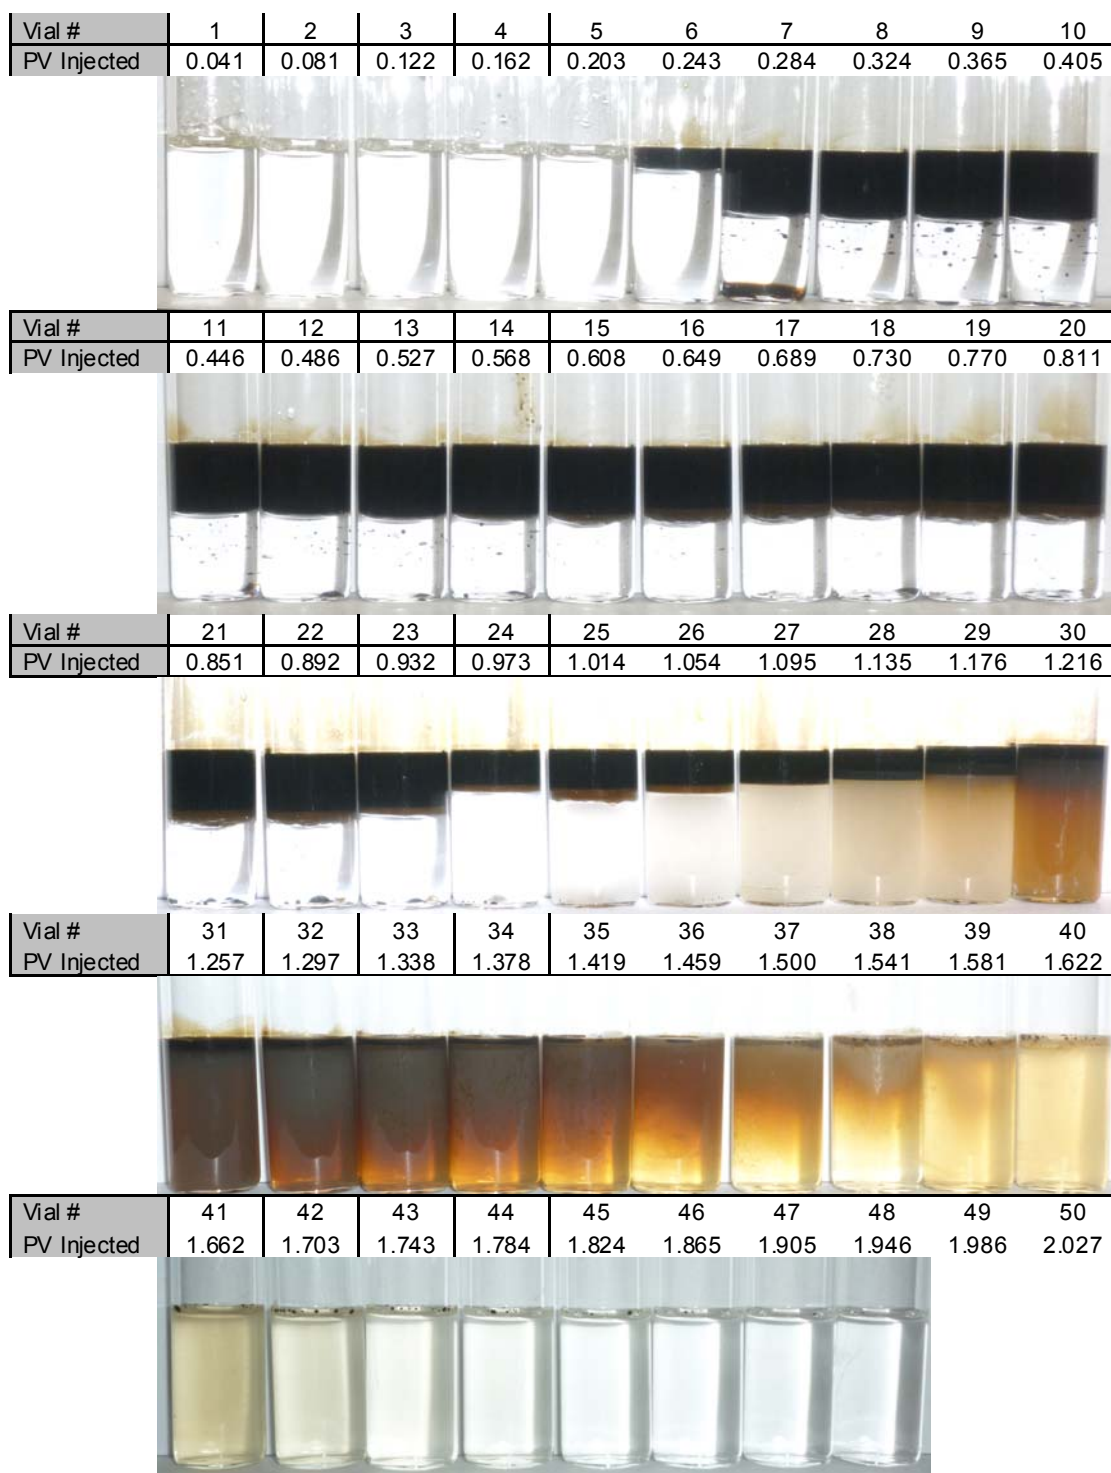 Vial # 1 2 3 4 5 6 7 8 9 10
PV Injected 0.041 0.081 0.122 0.162 0.203 0.243 0.284 0.324 0.365 0.405
Vial # 11 12 13 14 15 16 17 18 19 20
PV Injected 0.446 0.486 0.527 0.568 0.608 0.649 0.689 0.730 0.770 0.811
Vial # 21 22 23 24 25 26 27 28 29 30
PV Injected 0.851 0.892 0.932 0.973 1.014 1.054 1.095 1.135 1.176 1.216
Vial # 31 32 33 34 35 36 37 38 39 40
PV Injected 1.257 1.297 1.338 1.378 1.419 1.459 1.500 1.541 1.581 1.622
Vial # 41 42 43 44 45 46 47 48 49 50
PV Injected 1.662 1.703 1.743 1.784 1.824 1.865 1.905 1.946 1.986 2.027